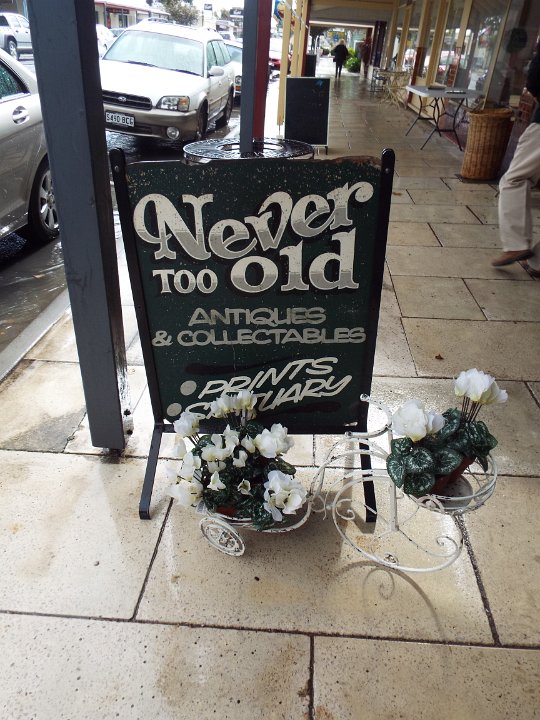 Never
TOO Old
ANTIQUES
& COLLECTABLES
PRINTS